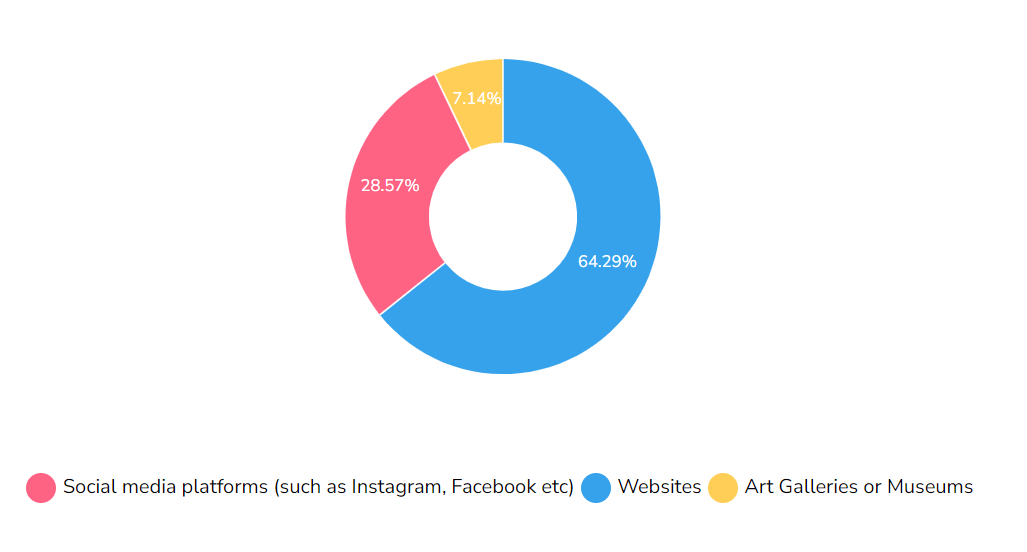 7.14%
28.57%
64.29%
Social media platforms (such as Instagram, Facebook etc) Websites Art Galleries or Museums